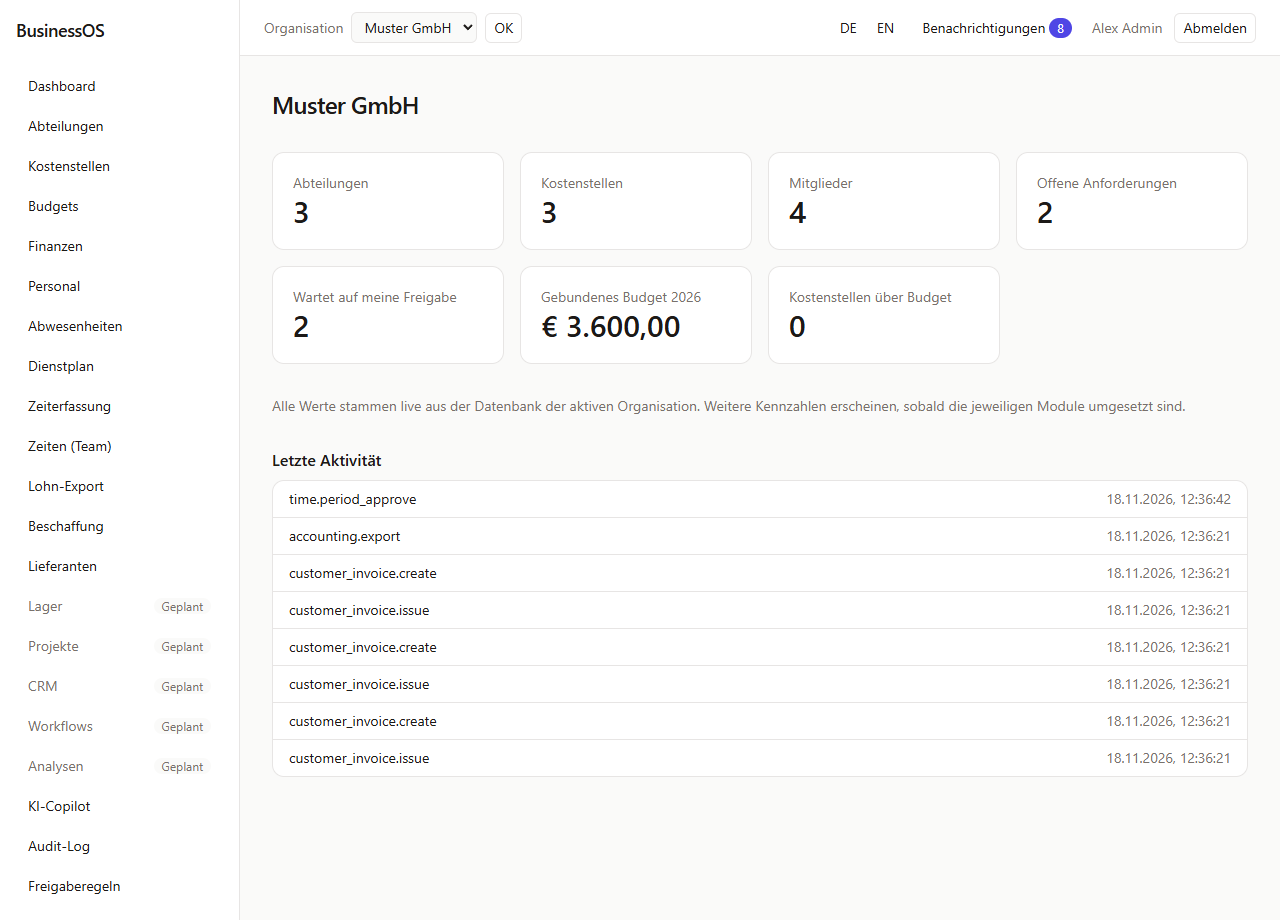 BusinessOS
Organisation Muster GmbH OK
DE EN Benachrichtigungen 8 Alex Admin Abmelden
Dashboard
Abteilungen
Kostenstellen
Budgets
Finanzen
Personal
Abwesenheiten
Dienstplan
Zeiterfassung
Zeiten (Team)
Lohn-Export
Beschaffung
Lieferanten
Lager Geplant
Projekte Geplant
CRM Geplant
Workflows Geplant
Analysen Geplant
KI-Copilot
Audit-Log
Freigaberegeln
Muster GmbH
Abteilungen
3
Kostenstellen
3
Mitglieder
4
Offene Anforderungen
2
Wartet auf meine Freigabe
2
Gebundenes Budget 2026
€ 3.600,00
Kostenstellen über Budget
0
Alle Werte stammen live aus der Datenbank der aktiven Organisation. Weitere Kennzahlen erscheinen, sobald die jeweiligen Module umgesetzt sind.
Letzte Aktivität
time.period_approve 18.11.2026, 12:36:42
accounting.export 18.11.2026, 12:36:21
customer_invoice.create 18.11.2026, 12:36:21
customer_invoice.issue 18.11.2026, 12:36:21
customer_invoice.create 18.11.2026, 12:36:21
customer_invoice.issue 18.11.2026, 12:36:21
customer_invoice.create 18.11.2026, 12:36:21
customer_invoice.issue 18.11.2026, 12:36:21